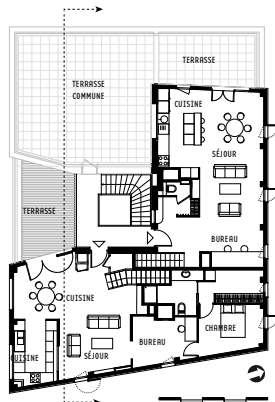 TERRASSE
TERRASSE
COMMUNE
CUISINE
SÉJOUR
TERRASSE
BUREAU
CUISINE
CHAMBRE
BUREAU
SÉJOUR
CUISINE